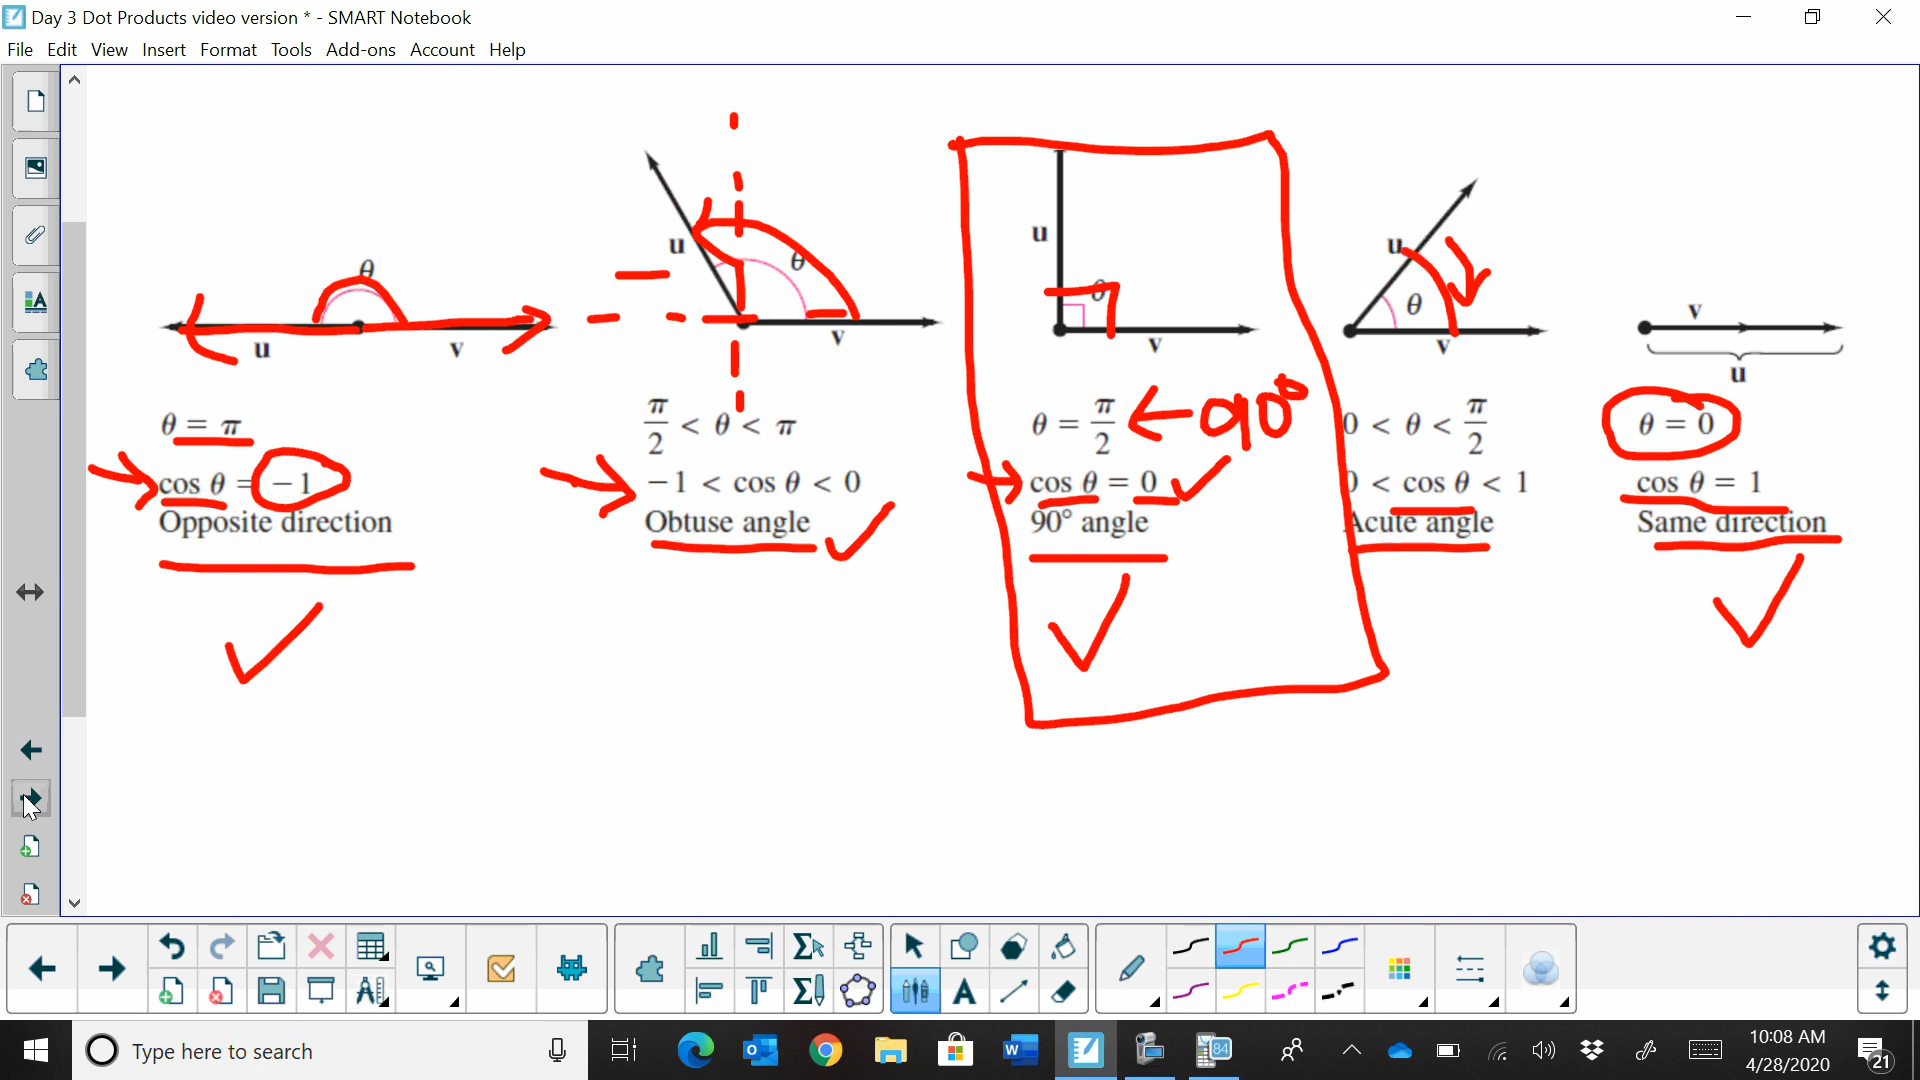 Day 3 Dot Products video version * - SMART Notebook
File Edit View Insert Format Tools Add-ons Account Help
θ
u
v
θ = π
cos θ = −1
Opposite direction
u
θ
v
π/2 < θ < π
−1 < cos θ < 0
Obtuse angle
u
θ
v
θ = π/2 ← 90°
cos θ = 0
90° angle
u
θ
v
0 < θ < π/2
0 < cos θ < 1
Acute angle
v
u
θ = 0
cos θ = 1
Same direction
Type here to search
84
10:08 AM
4/28/2020
21